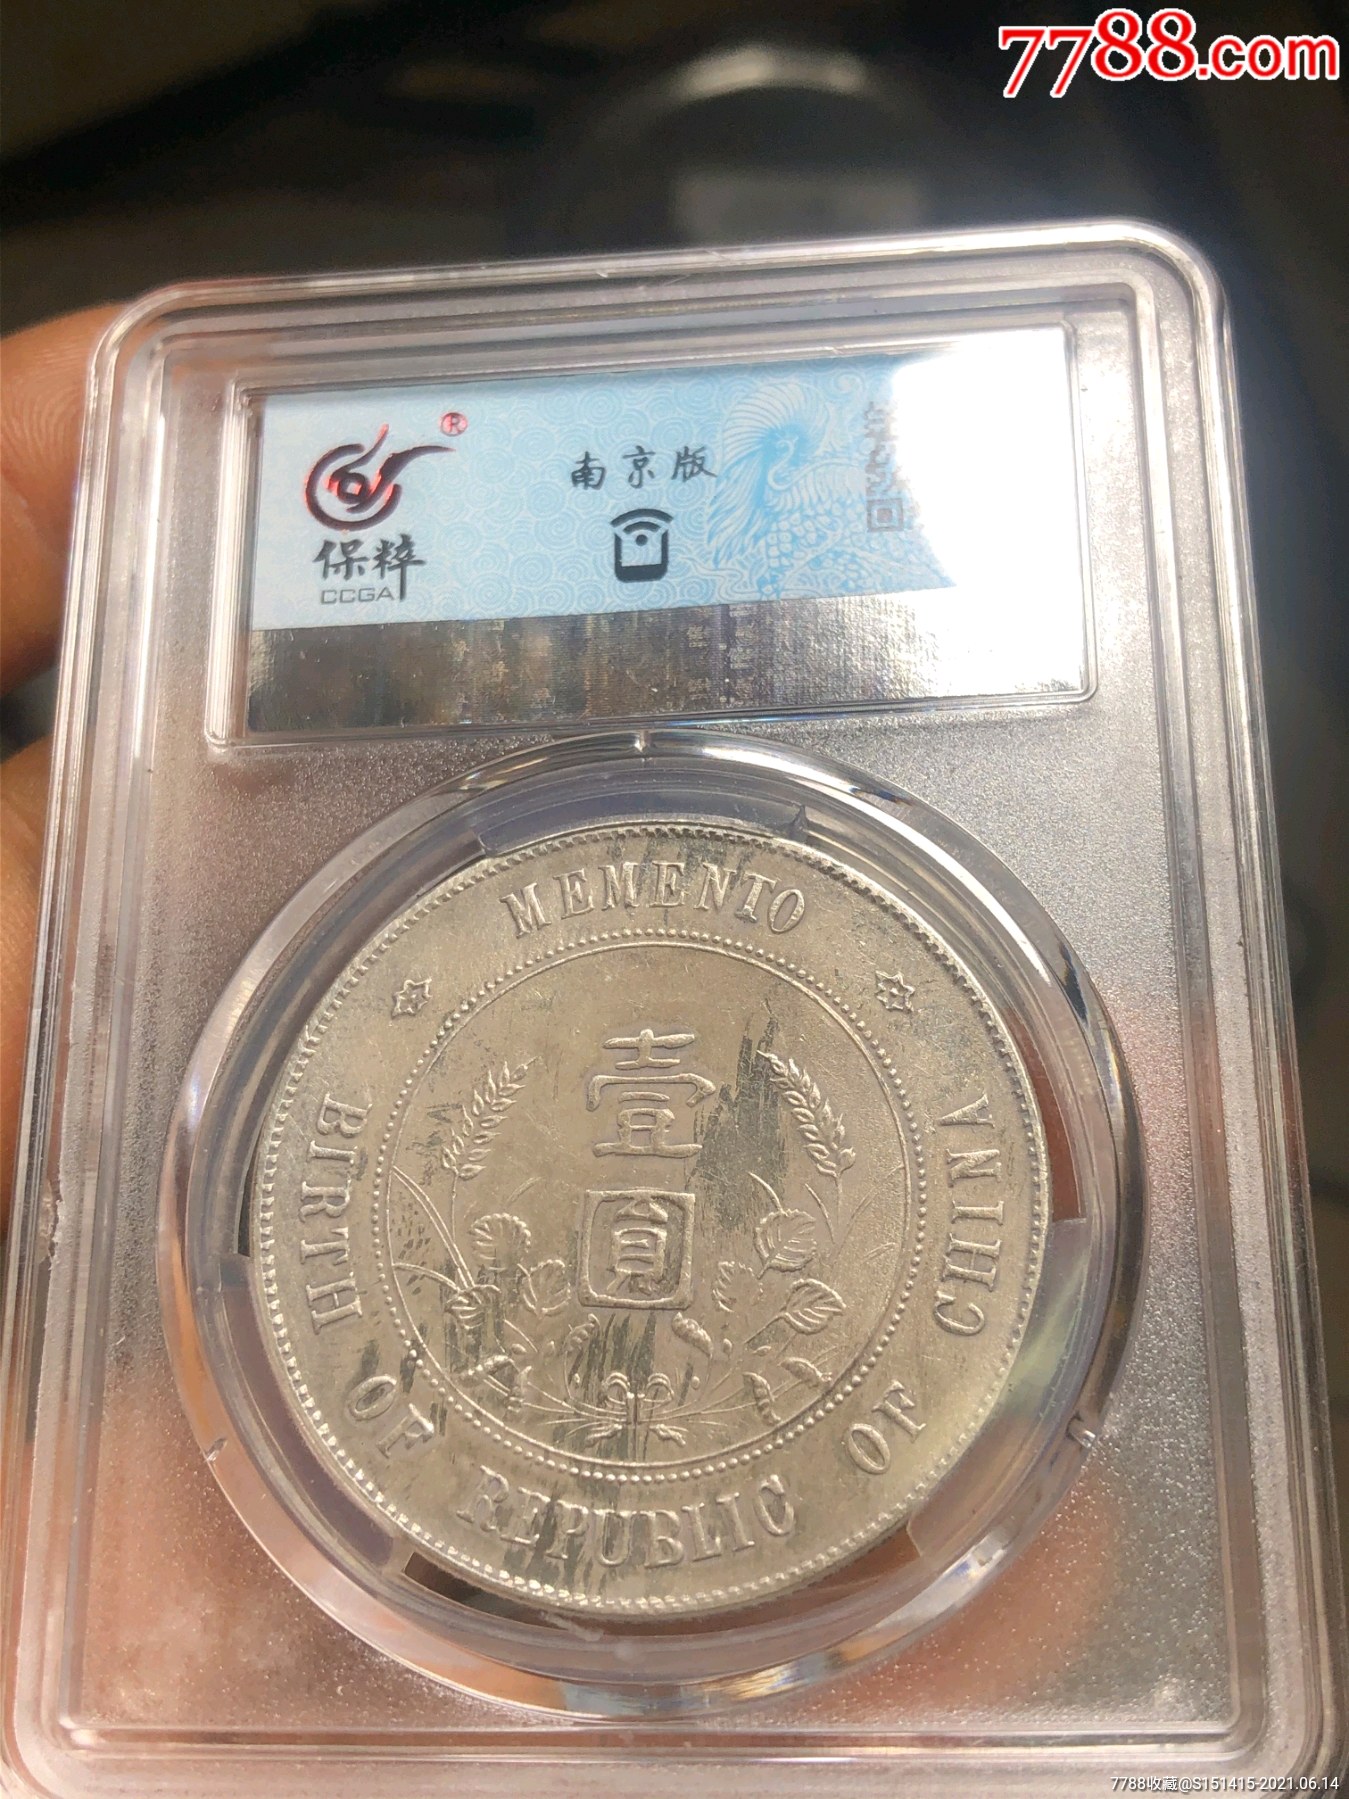 7788.com
南京版
®
保粹
CCGA
MEMENTO
BIRTH OF REPUBLIC OF CHINA
壹
圓
7788收藏@S151415-2021.06.14